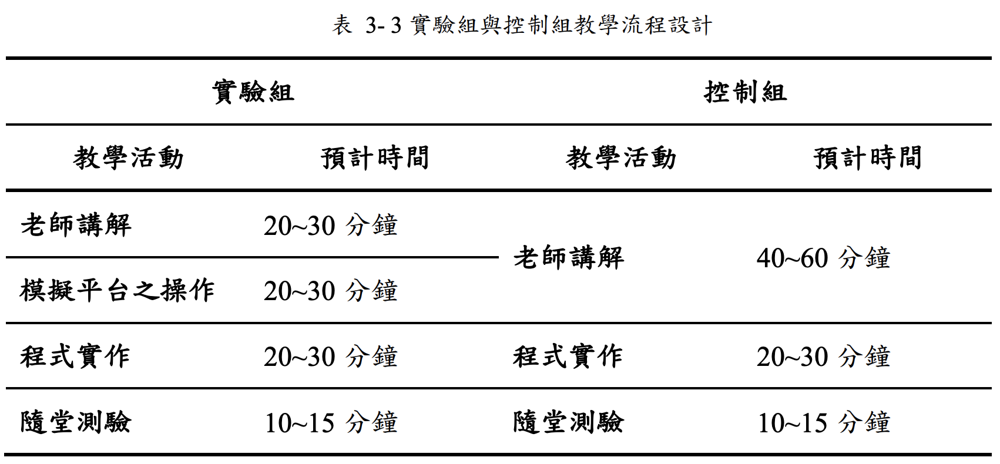 表 3- 3 實驗組與控制組教學流程設計
實驗組 控制組
教學活動 預計時間 教學活動 預計時間
老師講解 20~30 分鐘
老師講解 40~60 分鐘
模擬平台之操作 20~30 分鐘
程式實作 20~30 分鐘 程式實作 20~30 分鐘
隨堂測驗 10~15 分鐘 隨堂測驗 10~15 分鐘